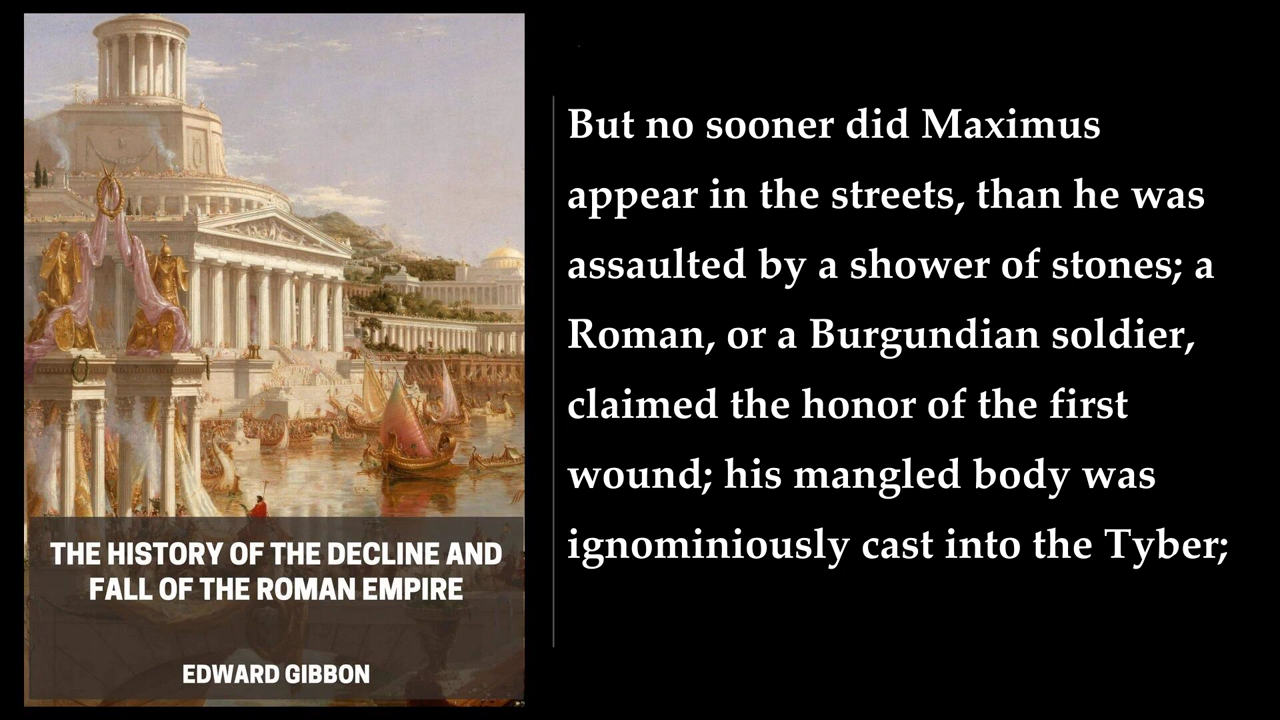 THE HISTORY OF THE DECLINE AND
FALL OF THE ROMAN EMPIRE
EDWARD GIBBON
But no sooner did Maximus
appear in the streets, than he was
assaulted by a shower of stones; a
Roman, or a Burgundian soldier,
claimed the honor of the first
wound; his mangled body was
ignominiously cast into the Tyber;